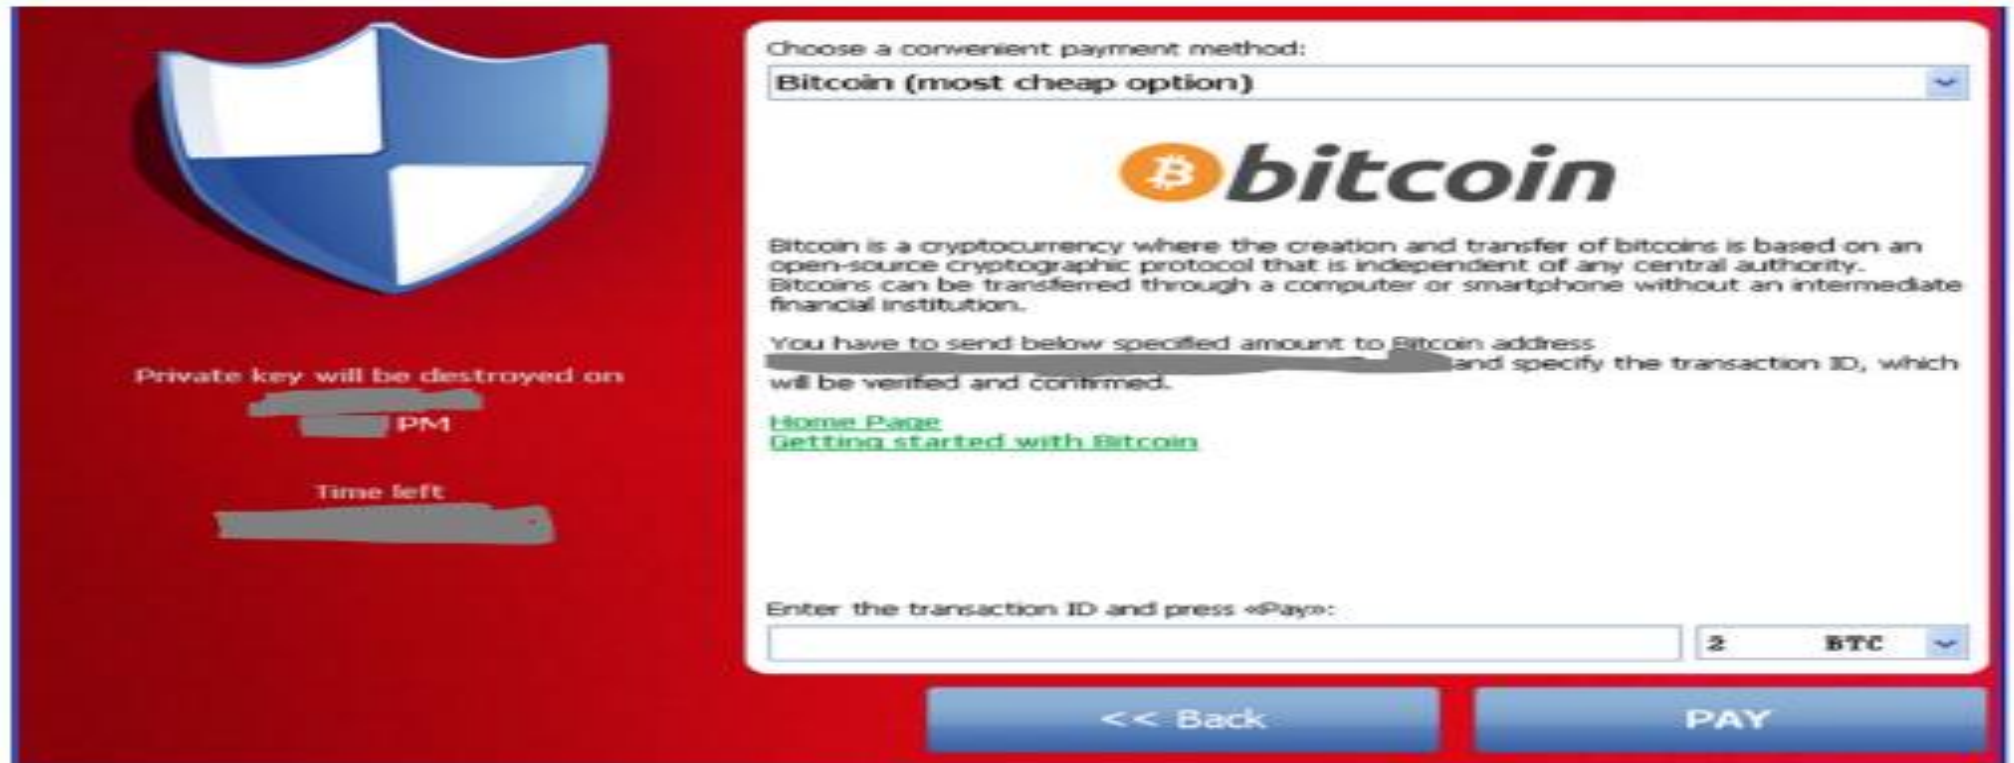 Choose a convenient payment method:
Bitcoin (most cheap option)
bitcoin
Bitcoin is a cryptocurrency where the creation and transfer of bitcoins is based on an
open-source cryptographic protocol that is independent of any central authority.
Bitcoins can be transferred through a computer or smartphone without an intermediate
financial institution.
You have to send below specified amount to Bitcoin address
and specify the transaction ID, which
will be verified and confirmed.
Home Page
Getting started with Bitcoin
Private key will be destroyed on
PM
Time left
Enter the transaction ID and press «Pay»:
2 BTC
<< Back
PAY